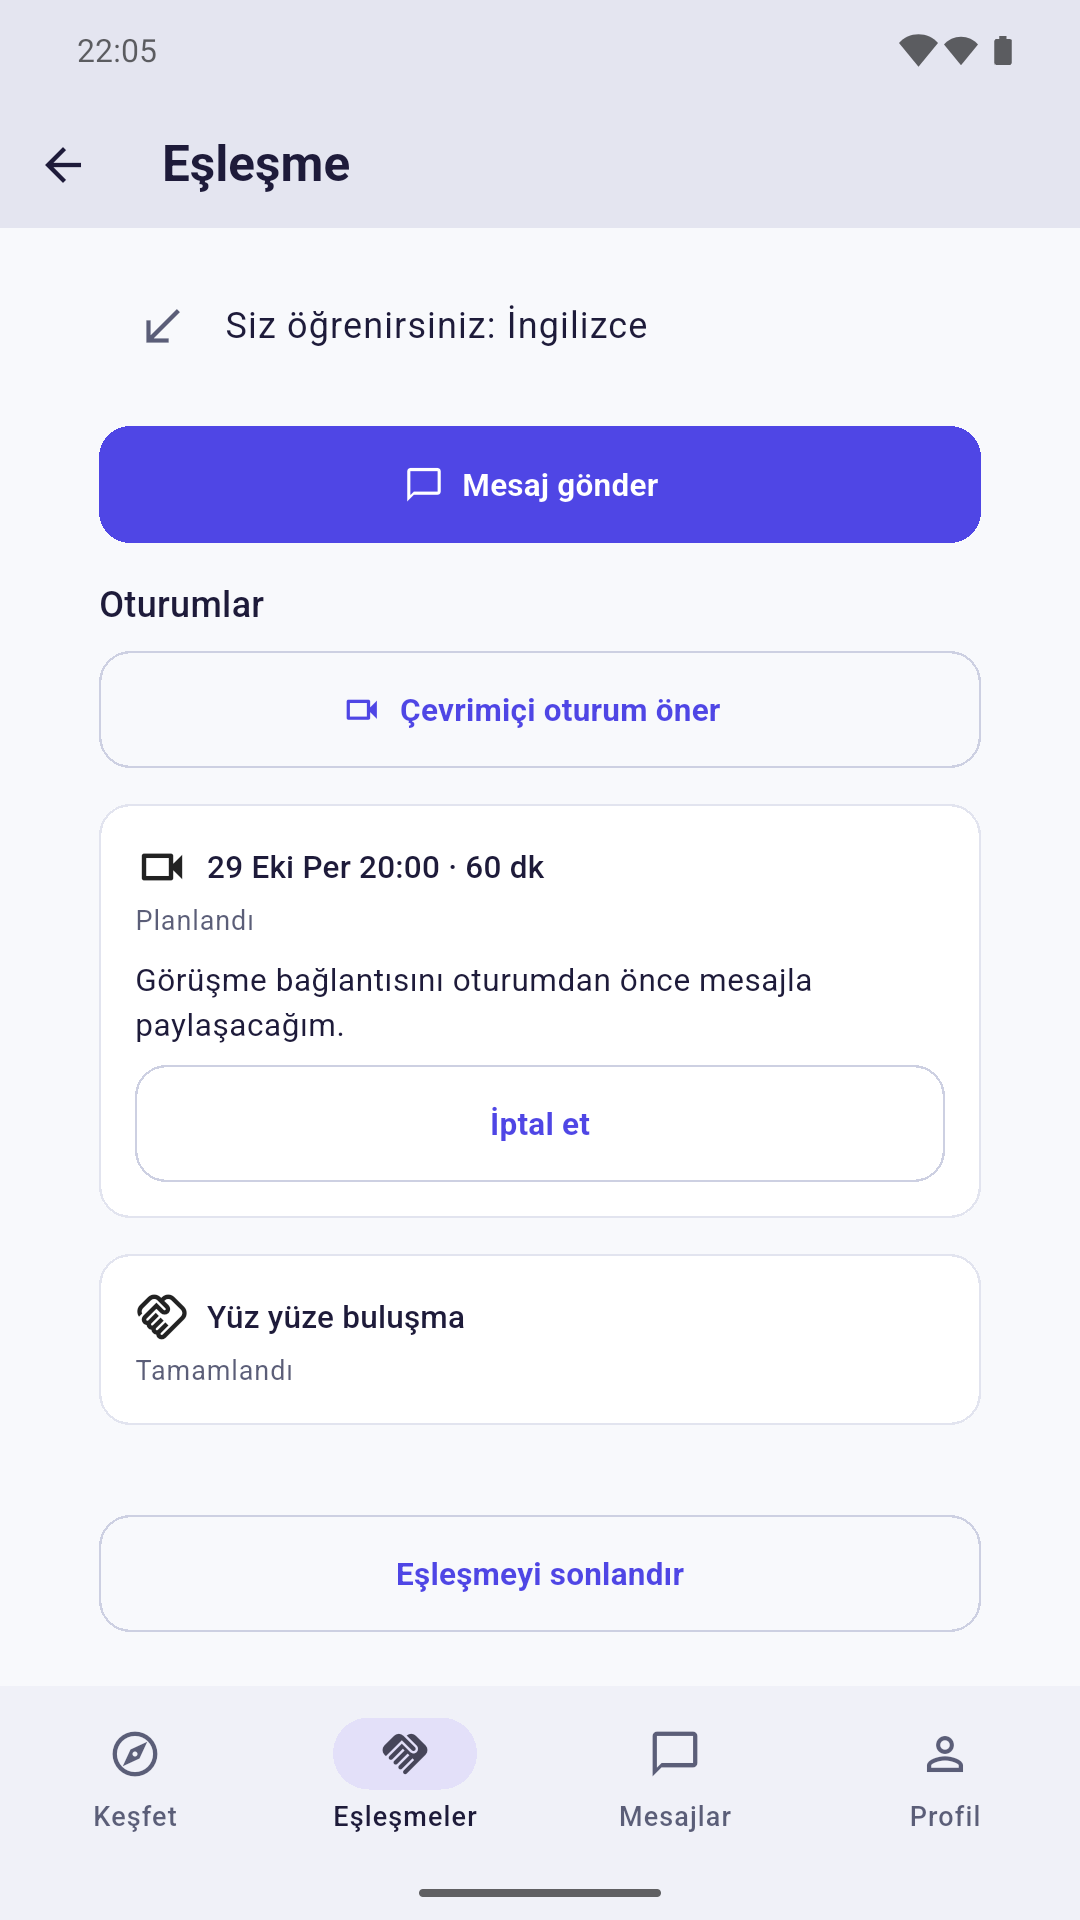 22:05
Eşleşme
Siz öğrenirsiniz: İngilizce
Mesaj gönder
Oturumlar
Çevrimiçi oturum öner
29 Eki Per 20:00 · 60 dk
Planlandı
Görüşme bağlantısını oturumdan önce mesajla
paylaşacağım.
İptal et
Yüz yüze buluşma
Tamamlandı
Eşleşmeyi sonlandır
Keşfet
Eşleşmeler
Mesajlar
Profil